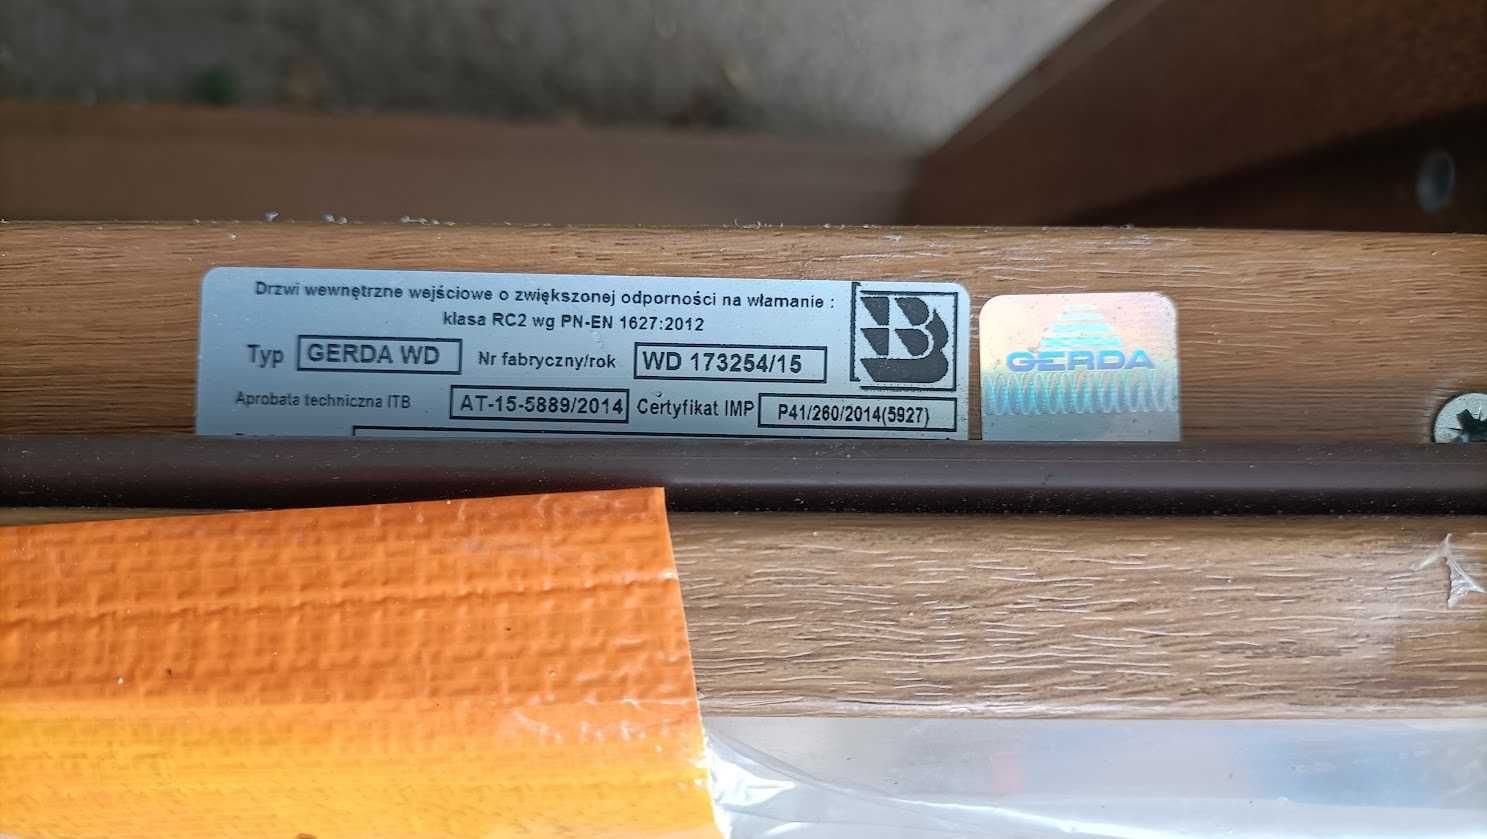 Drzwi wewnętrzne wejściowe o zwiększonej odporności na włamanie :
klasa RC2 wg PN-EN 1627:2012
Typ GERDA WD Nr fabryczny/rok WD 173254/15
Aprobata techniczna ITB AT-15-5889/2014 Certyfikat IMP P41/260/2014(5927)
B
GERDA